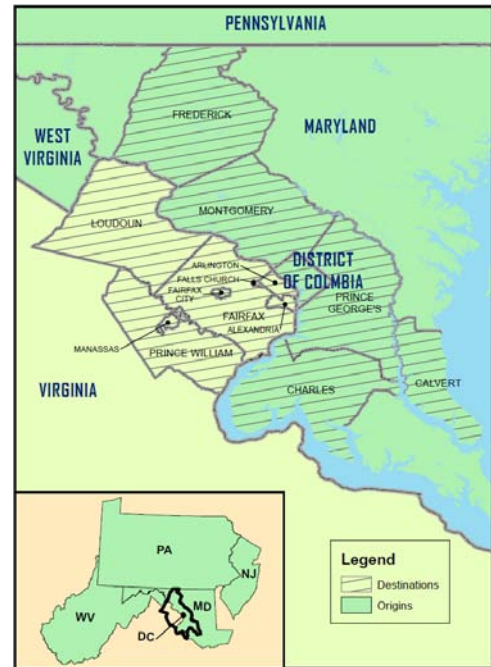 PENNSYLVANIA
FREDERICK
MARYLAND
WEST
VIRGINIA
MONTGOMERY
LOUDOUN
ARLINGTON
DISTRICT
OF COLMBIA
FALLS CHURCH
FAIRFAX
CITY
PRINCE
GEORGE'S
FAIRFAX
ALEXANDRIA
MANASSAS
PRINCE WILLIAM
VIRGINIA
CHARLES
CALVERT
PA
NJ
WV
MD
DC
Legend
Destinations
Origins